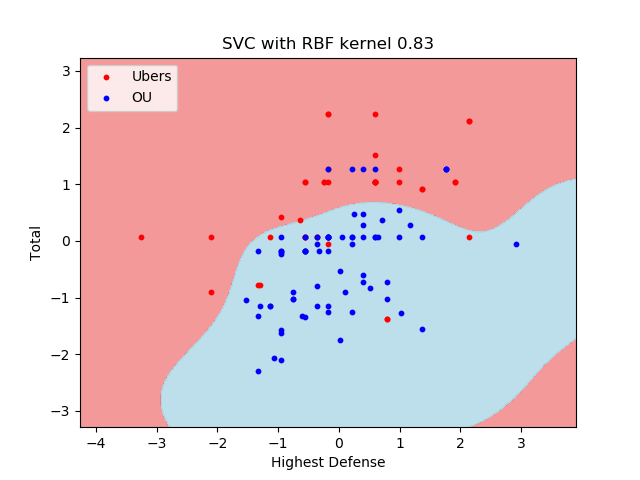 SVC with RBF kernel 0.83
Ubers
OU
3
2
1
0
−1
−2
−3
Total
−4 −3 −2 −1 0 1 2 3
Highest Defense